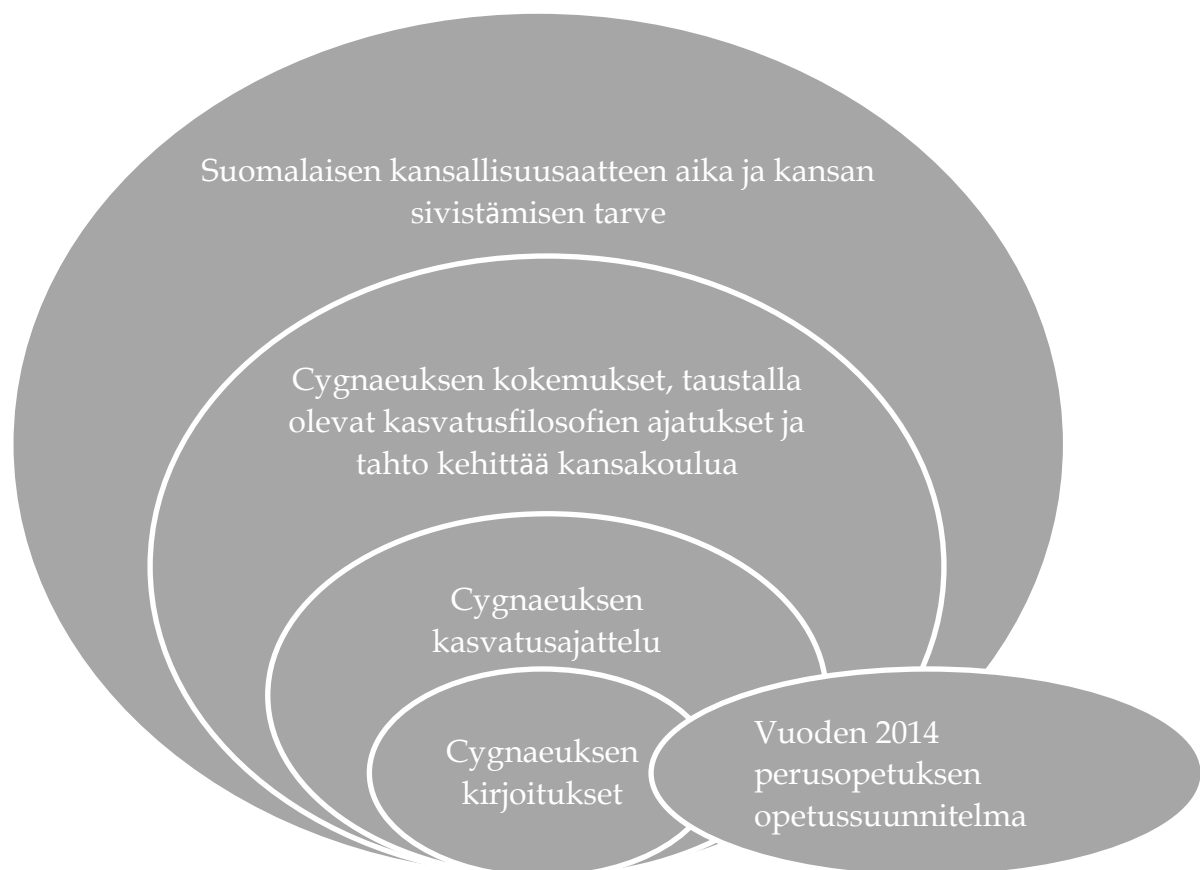 Suomalaisen kansallisuusaatteen aika ja kansan
sivistämisen tarve
Cygnaeuksen kokemukset, taustalla
olevat kasvatusfilosofien ajatukset ja
tahto kehittää kansakoulua
Cygnaeuksen
kasvatusajattelu
Cygnaeuksen
kirjoitukset
Vuoden 2014
perusopetuksen
opetussuunnitelma